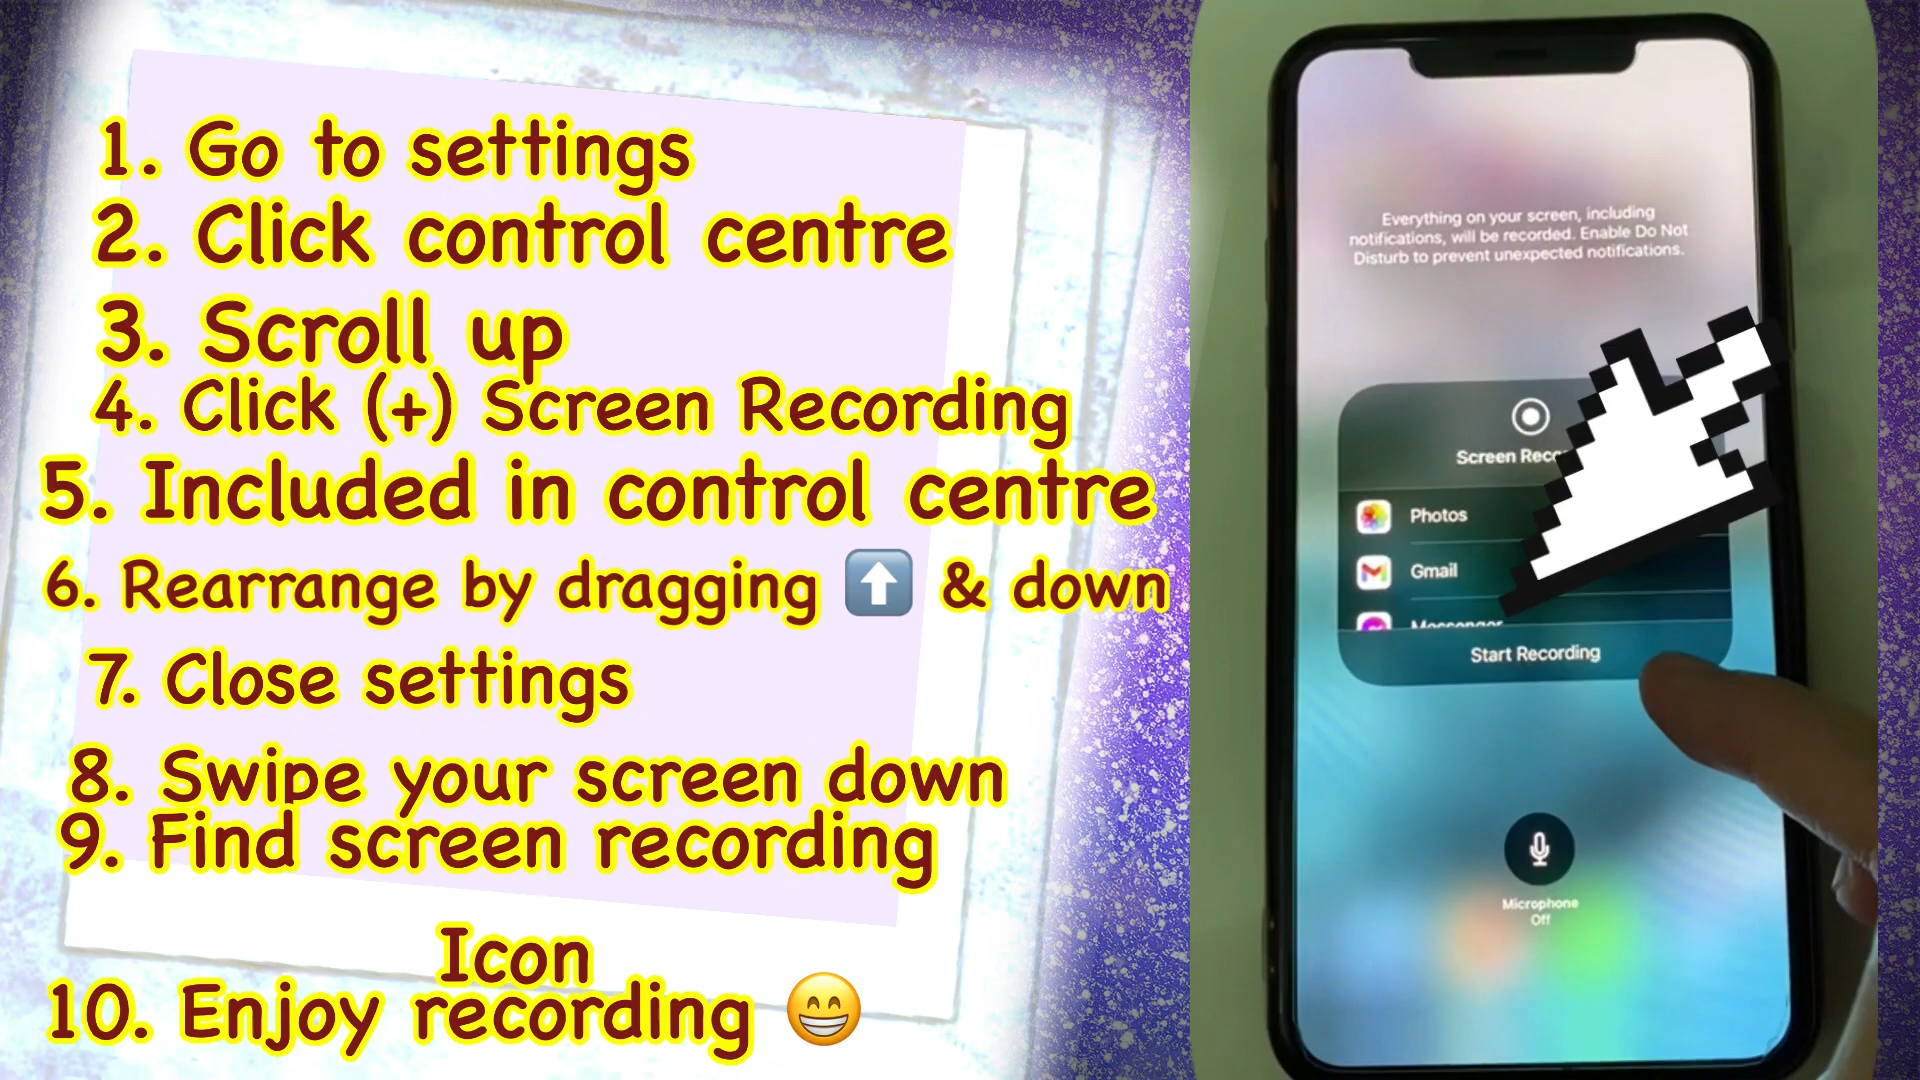 1. Go to settings
2. Click control centre
3. Scroll up
4. Click (+) Screen Recording
5. Included in control centre
6. Rearrange by dragging ⬆️ & down
7. Close settings
8. Swipe your screen down
9. Find screen recording
Icon
10. Enjoy recording 😁
Everything on your screen, including
notifications, will be recorded. Enable Do Not
Disturb to prevent unexpected notifications.
Screen
Photos
Gmail
Messenger
Start Recording
Microphone
Off